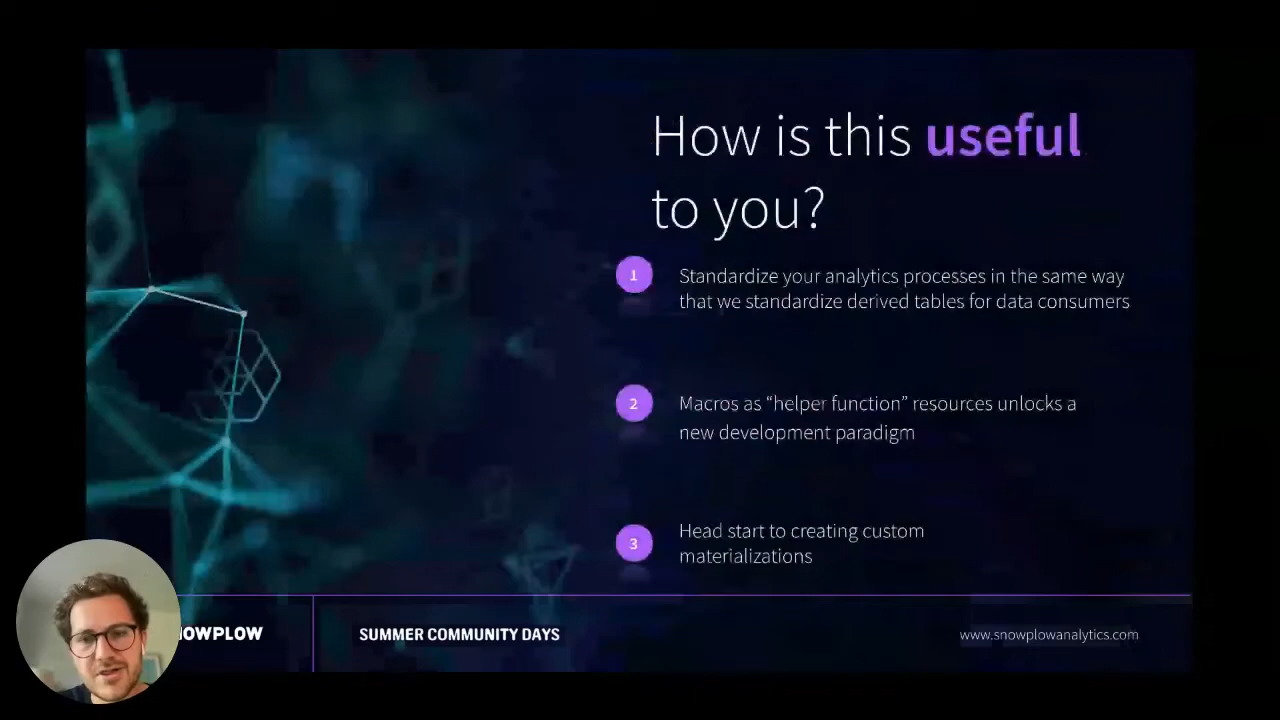 How is this useful
to you?
1
Standardize your analytics processes in the same way
that we standardize derived tables for data consumers
2
Macros as “helper function” resources unlocks a
new development paradigm
3
Head start to creating custom
materializations
NOWPLOW
SUMMER COMMUNITY DAYS
www.snowplowanalytics.com